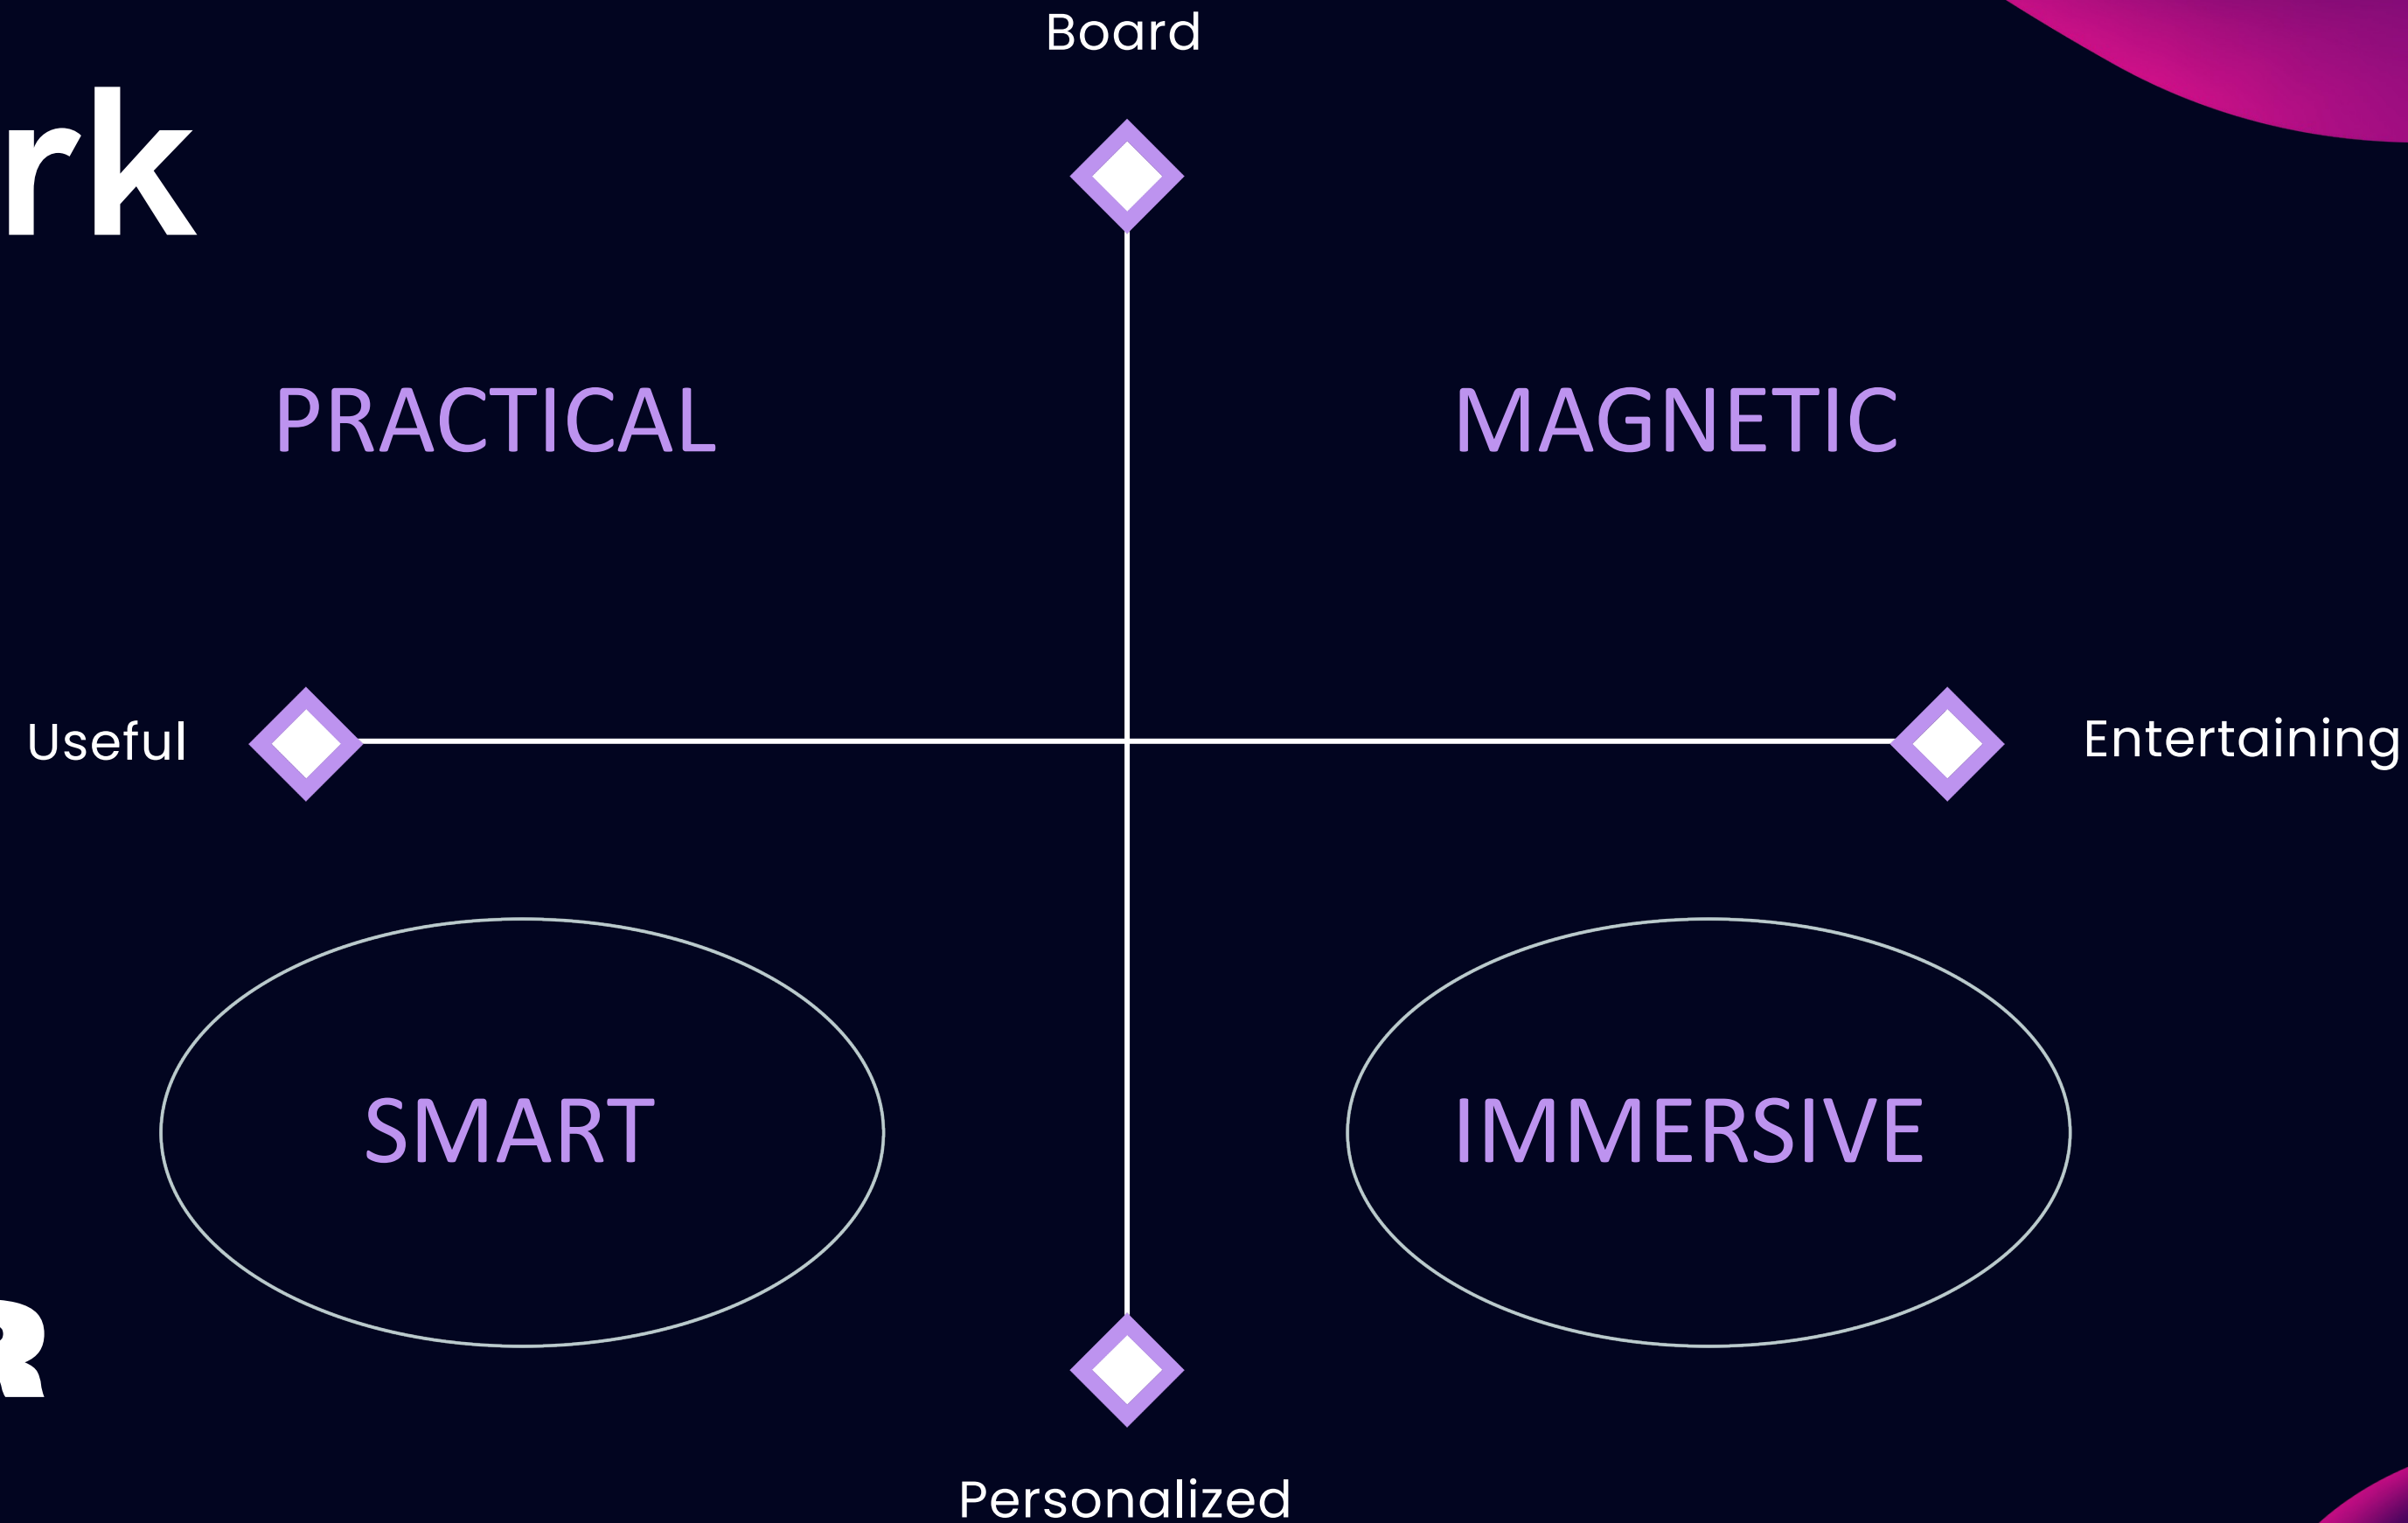 Board
rk
PRACTICAL
MAGNETIC
Useful
Entertaining
SMART
IMMERSIVE
R
Personalized